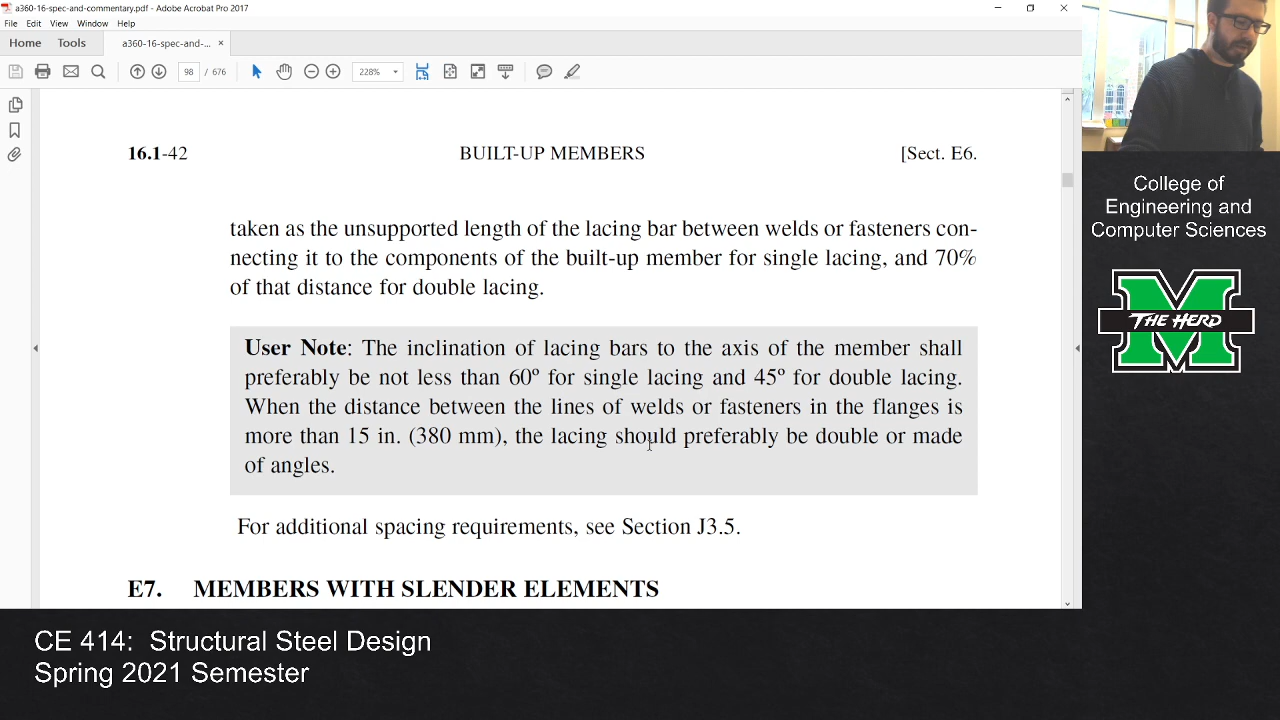 a360-16-spec-and-commentary.pdf - Adobe Acrobat Pro 2017
File Edit View Window Help
Home Tools a360-16-spec-and-... ×
98 / 676 228%
16.1-42 BUILT-UP MEMBERS [Sect. E6.
taken as the unsupported length of the lacing bar between welds or fasteners con-
necting it to the components of the built-up member for single lacing, and 70%
of that distance for double lacing.
User Note: The inclination of lacing bars to the axis of the member shall
preferably be not less than 60º for single lacing and 45º for double lacing.
When the distance between the lines of welds or fasteners in the flanges is
more than 15 in. (380 mm), the lacing should preferably be double or made
of angles.
For additional spacing requirements, see Section J3.5.
E7. MEMBERS WITH SLENDER ELEMENTS
College of
Engineering and
Computer Sciences
M
THE HERD
CE 414: Structural Steel Design
Spring 2021 Semester